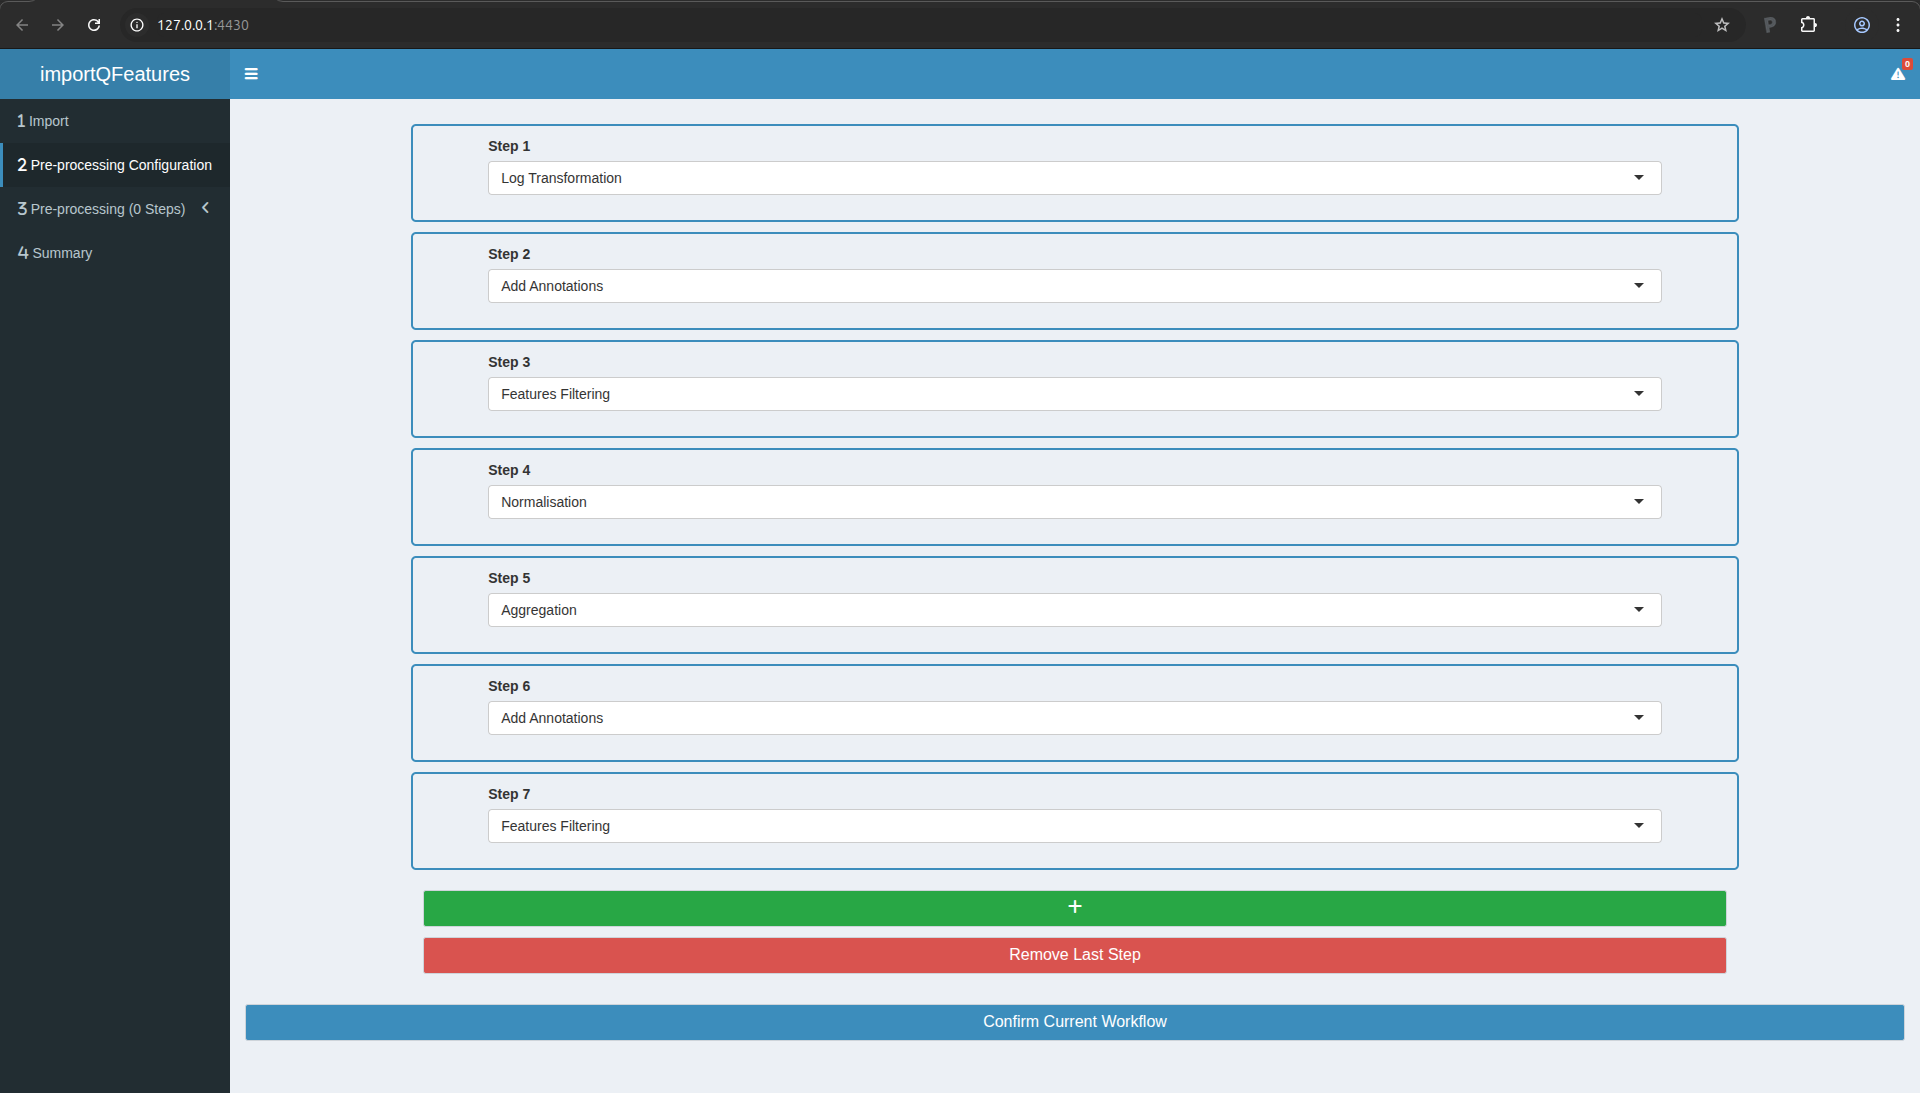 127.0.0.1:4430
importQFeatures
0
1 Import
2 Pre-processing Configuration
3 Pre-processing (0 Steps)
4 Summary
Step 1
Log Transformation
Step 2
Add Annotations
Step 3
Features Filtering
Step 4
Normalisation
Step 5
Aggregation
Step 6
Add Annotations
Step 7
Features Filtering
+
Remove Last Step
Confirm Current Workflow